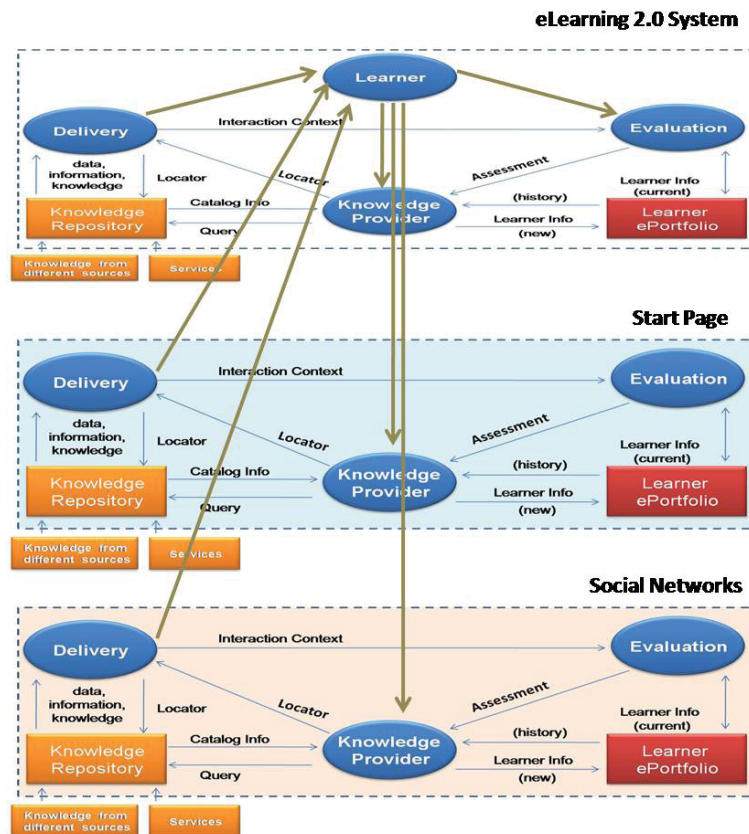 eLearning 2.0 System
Learner
Delivery
Interaction Context
Evaluation
data,
information,
knowledge
Locator
Locator
Assessment
Learner Info
(current)
Knowledge
Repository
Catalog Info
Query
Knowledge
Provider
(history)
Learner Info
(new)
Learner
ePortfolio
Knowledge from
different sources
Services
Start Page
Delivery
Interaction Context
Evaluation
data,
information,
knowledge
Locator
Locator
Assessment
Learner Info
(current)
Knowledge
Repository
Catalog Info
Query
Knowledge
Provider
(history)
Learner Info
(new)
Learner
ePortfolio
Knowledge from
different sources
Services
Social Networks
Delivery
Interaction Context
Evaluation
data,
information,
knowledge
Locator
Locator
Assessment
Learner Info
(current)
Knowledge
Repository
Catalog Info
Query
Knowledge
Provider
(history)
Learner Info
(new)
Learner
ePortfolio
Knowledge from
different sources
Services